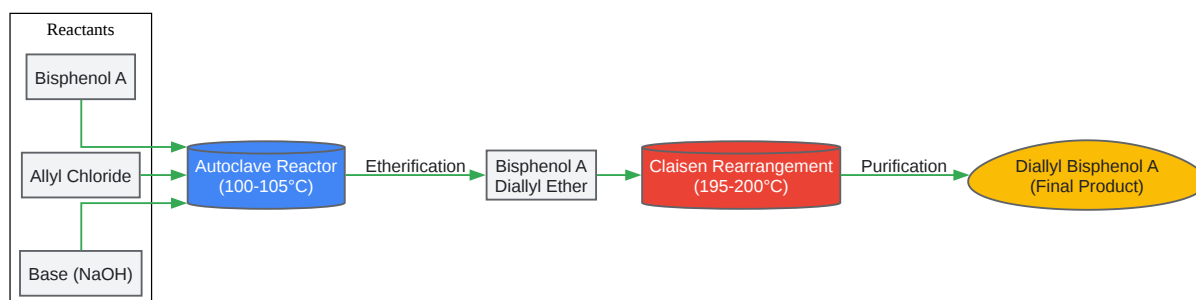 Reactants
Bisphenol A
Allyl Chloride
Base (NaOH)
Autoclave Reactor
(100-105°C)
Etherification
Bisphenol A
Diallyl Ether
Claisen Rearrangement
(195-200°C)
Purification
Diallyl Bisphenol A
(Final Product)